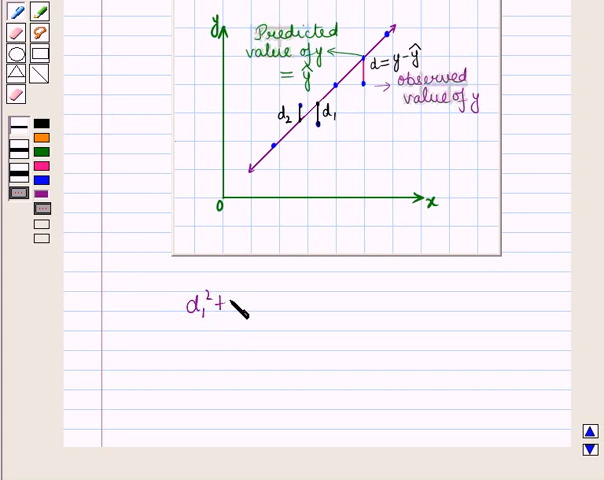 y
Predicted
value of y
= ŷ
d = y - ŷ
→ observed
value of y
d₂
d₁
0
x
d₁² +